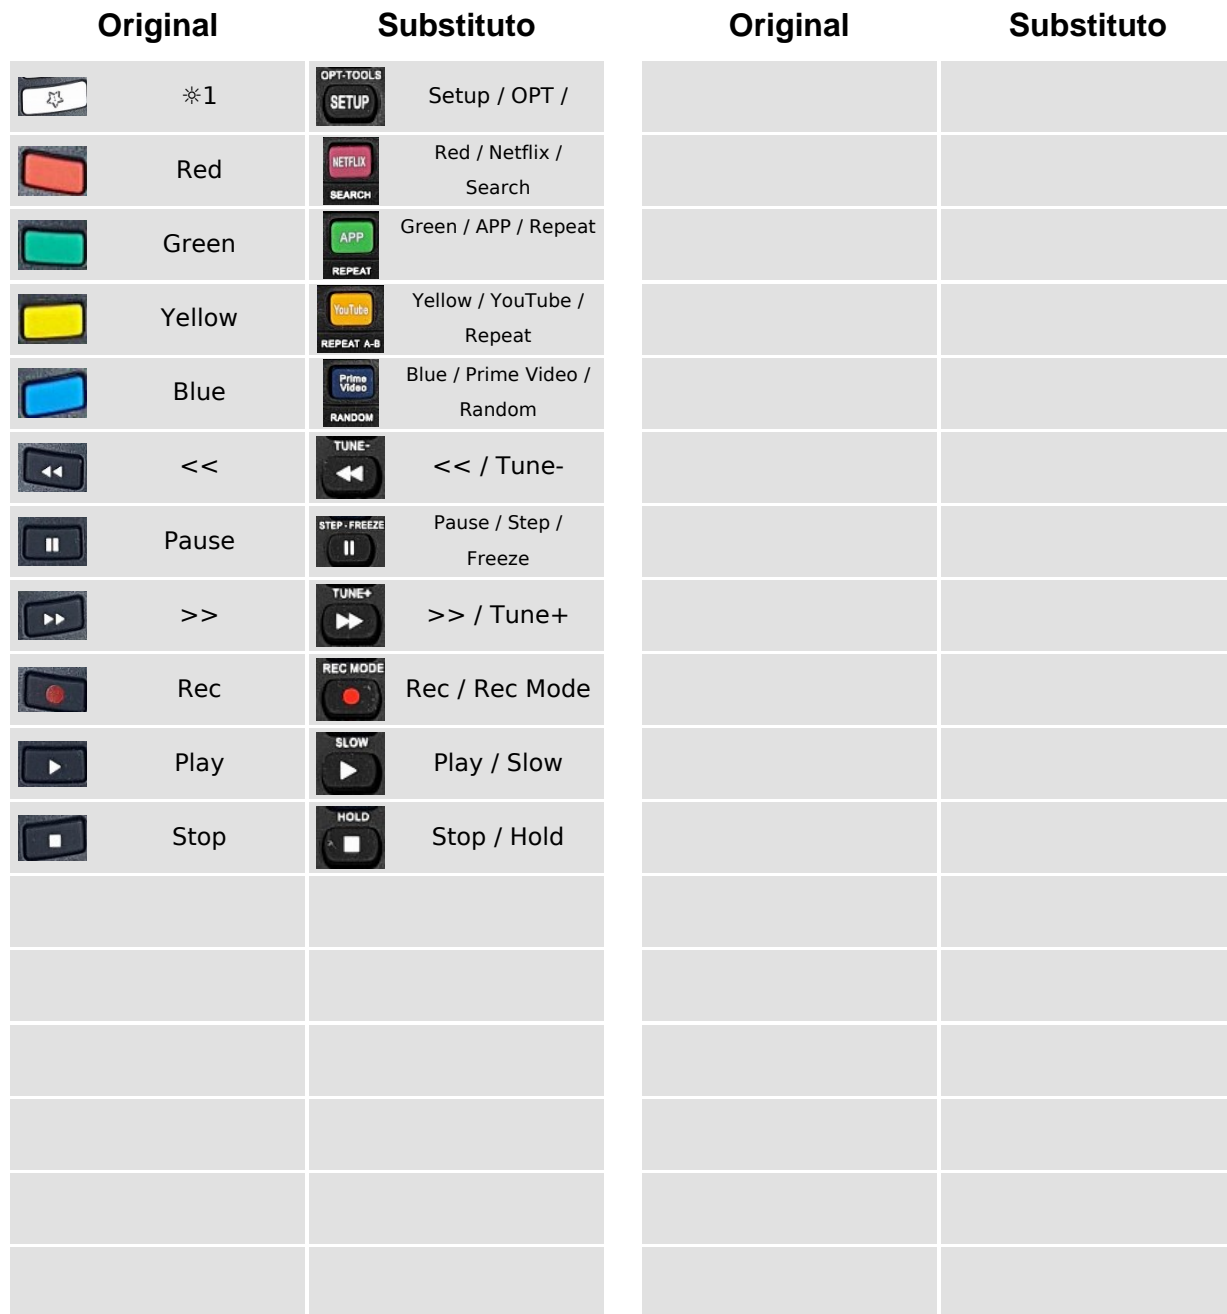 Original Substituto Original Substituto
☼1 OPT-TOOLS SETUP Setup / OPT /
Red NETFLIX SEARCH Red / Netflix /
Search
Green APP REPEAT Green / APP / Repeat
Yellow YouTube REPEAT A-B Yellow / YouTube /
Repeat
Blue Prime Video RANDOM Blue / Prime Video /
Random
<< TUNE- << / Tune-
Pause STEP-FREEZE Pause / Step /
Freeze
>> TUNE+ >> / Tune+
Rec REC MODE Rec / Rec Mode
Play SLOW Play / Slow
Stop HOLD Stop / Hold